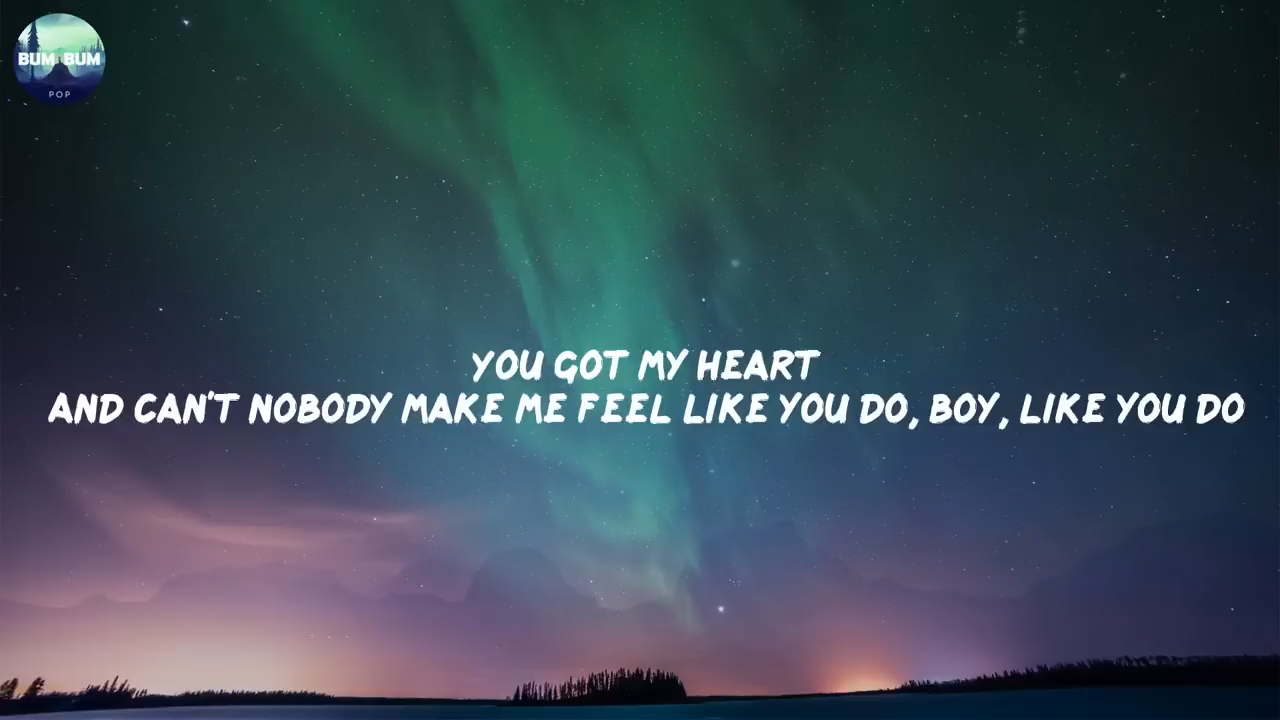 BUM BUM
POP
YOU GOT MY HEART
AND CAN'T NOBODY MAKE ME FEEL LIKE YOU DO, BOY, LIKE YOU DO